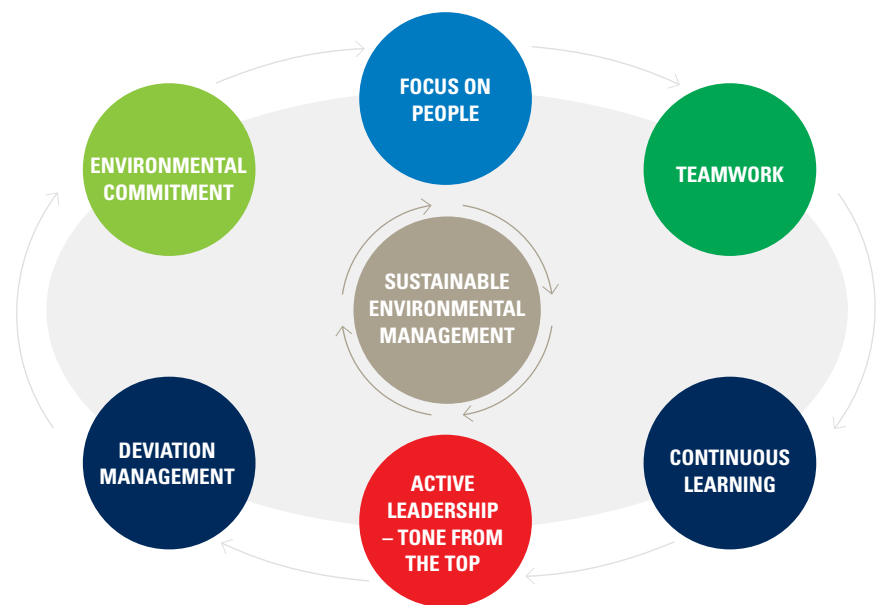 FOCUS ON
PEOPLE
ENVIRONMENTAL
COMMITMENT
TEAMWORK
SUSTAINABLE
ENVIRONMENTAL
MANAGEMENT
DEVIATION
MANAGEMENT
CONTINUOUS
LEARNING
ACTIVE
LEADERSHIP
– TONE FROM
THE TOP